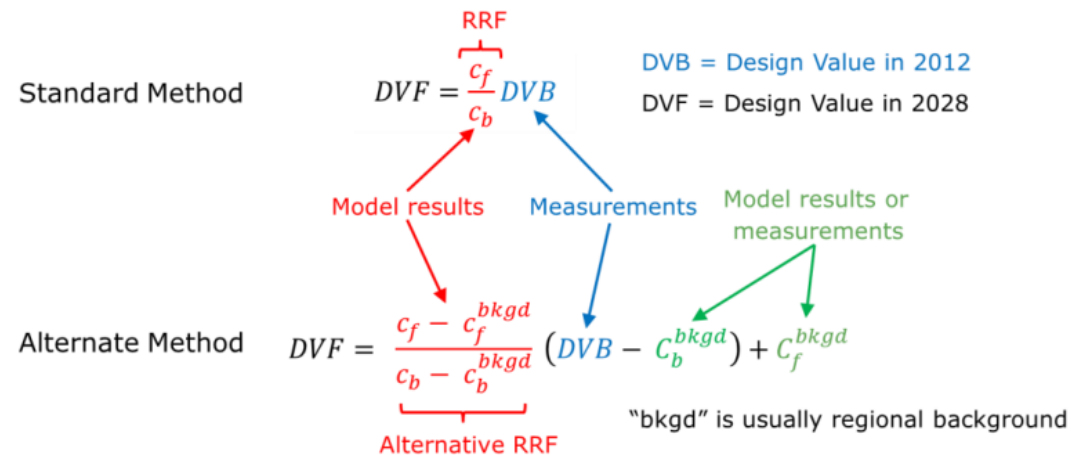 RRF
Standard Method
DVF = c_f / c_b DVB
DVB = Design Value in 2012
DVF = Design Value in 2028
Model results
Measurements
Model results or
measurements
Alternate Method
DVF = (c_f − c_f^{bkgd}) / (c_b − c_b^{bkgd}) (DVB − C_b^{bkgd}) + C_f^{bkgd}
"bkgd" is usually regional background
Alternative RRF